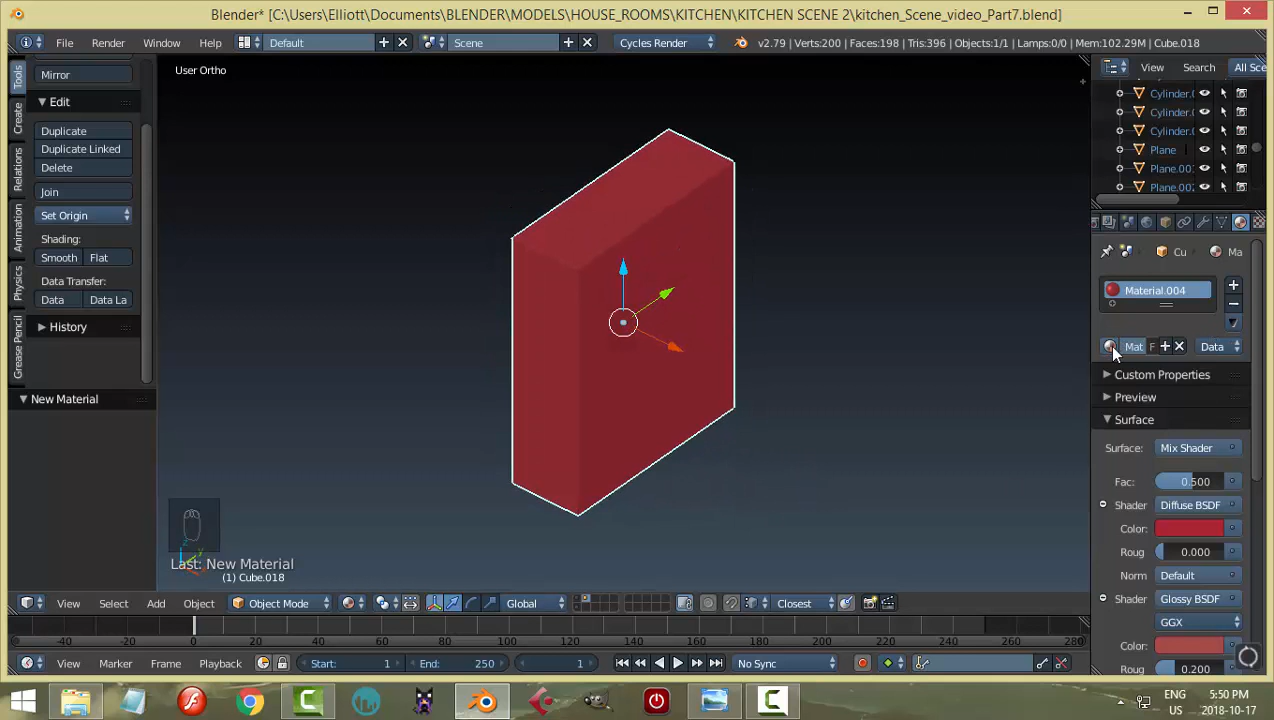 Blender* [C:\Users\Elliott\Documents\BLENDER\MODELS\HOUSE_ROOMS\KITCHEN\KITCHEN SCENE 2\kitchen_Scene_video_Part7.blend]
File Render Window Help Default Scene Cycles Render v2.79 | Verts:200 | Faces:198 | Tris:396 | Objects:1/1 | Lamps:0/0 | Mem:102.29M | Cube.018
View Search All Sce
Tools
Create
Relations
Animation
Physics
Grease Pencil
Mirror
Edit
Duplicate
Duplicate Linked
Delete
Join
Set Origin
Shading:
Smooth Flat
Data Transfer:
Data Data La
History
New Material
User Ortho
Last: New Material
(1) Cube.018
Cylinder.
Cylinder.
Cylinder.
Plane
Plane.00
Plane.00
Cu Ma
Material.004
Mat F Data
Custom Properties
Preview
Surface
Surface: Mix Shader
Fac: 0.500
Shader Diffuse BSDF
Color:
Roug 0.000
Norm Default
Shader Glossy BSDF
GGX
Color:
Roug 0.200
View Select Add Object Object Mode Global Closest
-40 -20 0 20 40 60 80 100 120 140 160 180 200 220 240 260 280
View Marker Frame Playback Start: 1 End: 250 1 No Sync
ENG 5:50 PM
US 2018-10-17